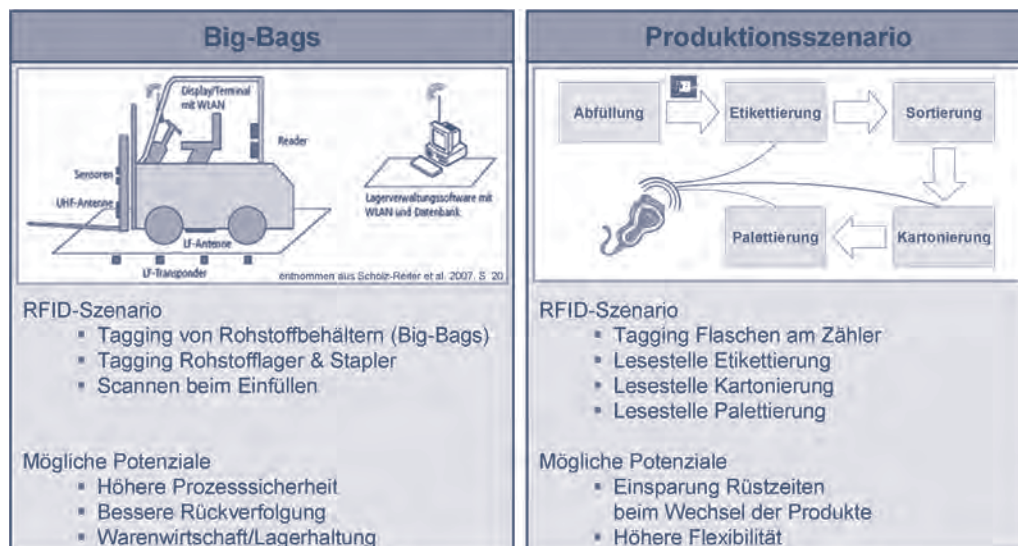 Big-Bags
Display/Terminal
mit WLAN
Reader
Sensoren
UHF-Antenne
LF-Antenne
LF-Transponder
Lagerverwaltungssoftware mit
WLAN und Datenbank
entnommen aus Scholz-Reiter et al. 2007, S. 20
RFID-Szenario
▪ Tagging von Rohstoffbehältern (Big-Bags)
▪ Tagging Rohstofflager & Stapler
▪ Scannen beim Einfüllen
Mögliche Potenziale
▪ Höhere Prozesssicherheit
▪ Bessere Rückverfolgung
▪ Warenwirtschaft/Lagerhaltung
Produktionsszenario
Abfüllung
Etikettierung
Sortierung
Palettierung
Kartonierung
RFID-Szenario
▪ Tagging Flaschen am Zähler
▪ Lesestelle Etikettierung
▪ Lesestelle Kartonierung
▪ Lesestelle Palettierung
Mögliche Potenziale
▪ Einsparung Rüstzeiten
beim Wechsel der Produkte
▪ Höhere Flexibilität